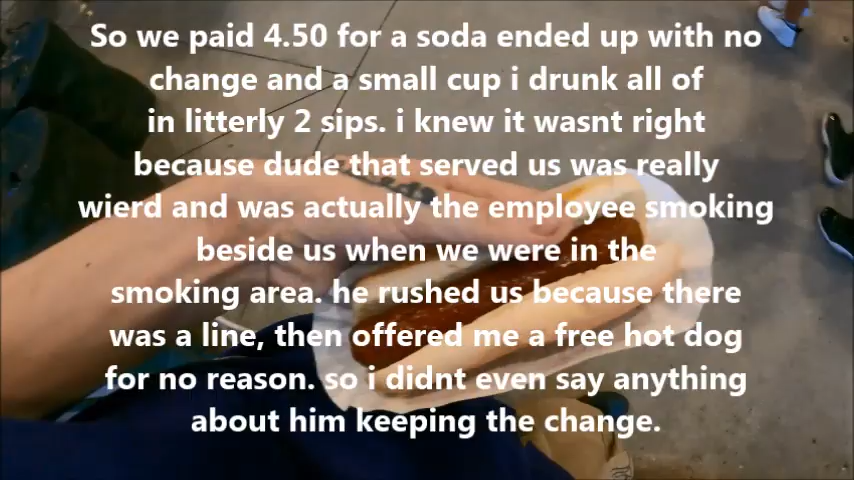 So we paid 4.50 for a soda ended up with no
change and a small cup i drunk all of
in litterly 2 sips. i knew it wasnt right
because dude that served us was really
wierd and was actually the employee smoking
beside us when we were in the
smoking area. he rushed us because there
was a line, then offered me a free hot dog
for no reason. so i didnt even say anything
about him keeping the change.